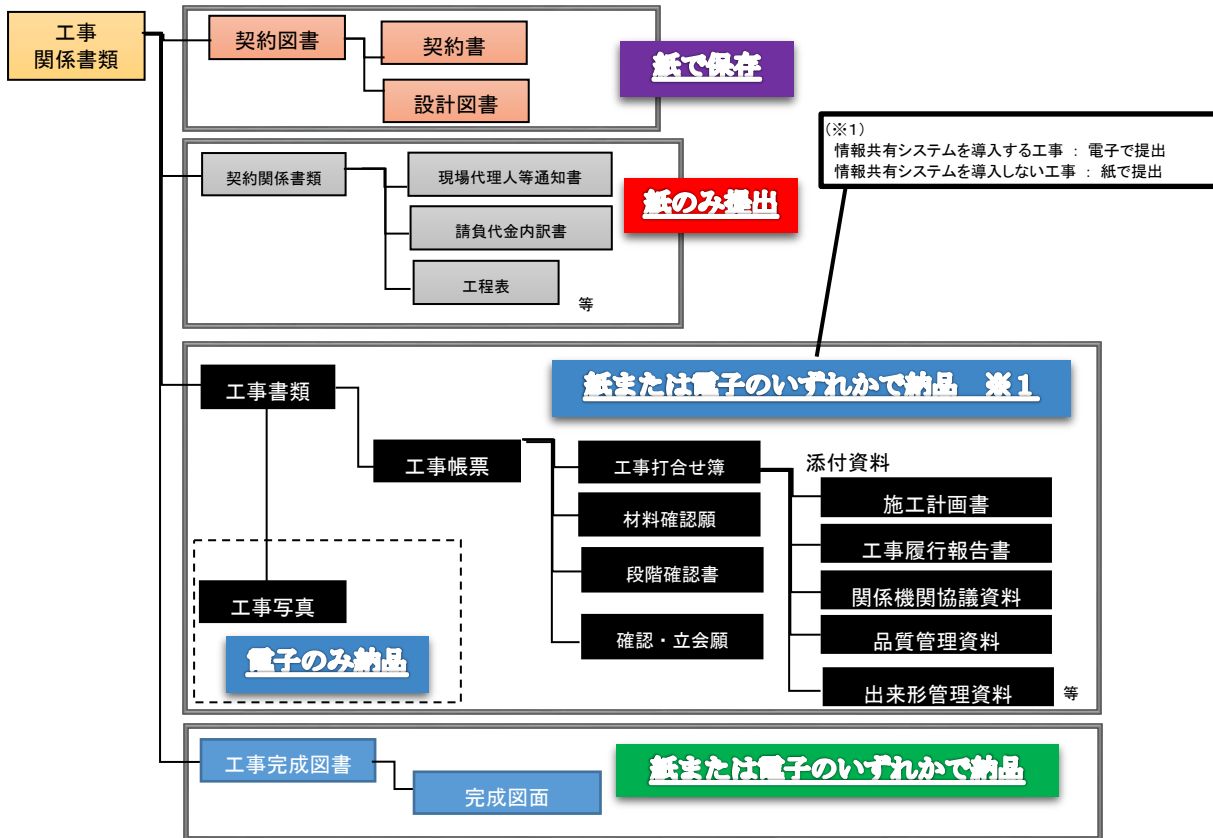 工事
関係書類
契約図書
契約書
設計図書
紙で保存
(※1)
情報共有システムを導入する工事 : 電子で提出
情報共有システムを導入しない工事 : 紙で提出
契約関係書類
現場代理人等通知書
請負代金内訳書
工程表
等
紙のみ提出
紙または電子のいずれかで納品 ※1
工事書類
工事帳票
工事打合せ簿
材料確認願
段階確認書
確認・立会願
添付資料
施工計画書
工事履行報告書
関係機関協議資料
品質管理資料
出来形管理資料
等
工事写真
電子のみ納品
工事完成図書
完成図面
紙または電子のいずれかで納品